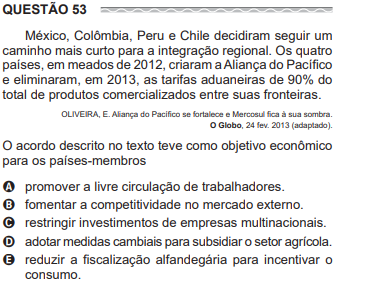 QUESTÃO 53
México, Colômbia, Peru e Chile decidiram seguir um
caminho mais curto para a integração regional. Os quatro
países, em meados de 2012, criaram a Aliança do Pacífico
e eliminaram, em 2013, as tarifas aduaneiras de 90% do
total de produtos comercializados entre suas fronteiras.
OLIVEIRA, E. Aliança do Pacífico se fortalece e Mercosul fica à sua sombra.
O Globo, 24 fev. 2013 (adaptado).
O acordo descrito no texto teve como objetivo econômico
para os países-membros
A promover a livre circulação de trabalhadores.
B fomentar a competitividade no mercado externo.
C restringir investimentos de empresas multinacionais.
D adotar medidas cambiais para subsidiar o setor agrícola.
E reduzir a fiscalização alfandegária para incentivar o
consumo.